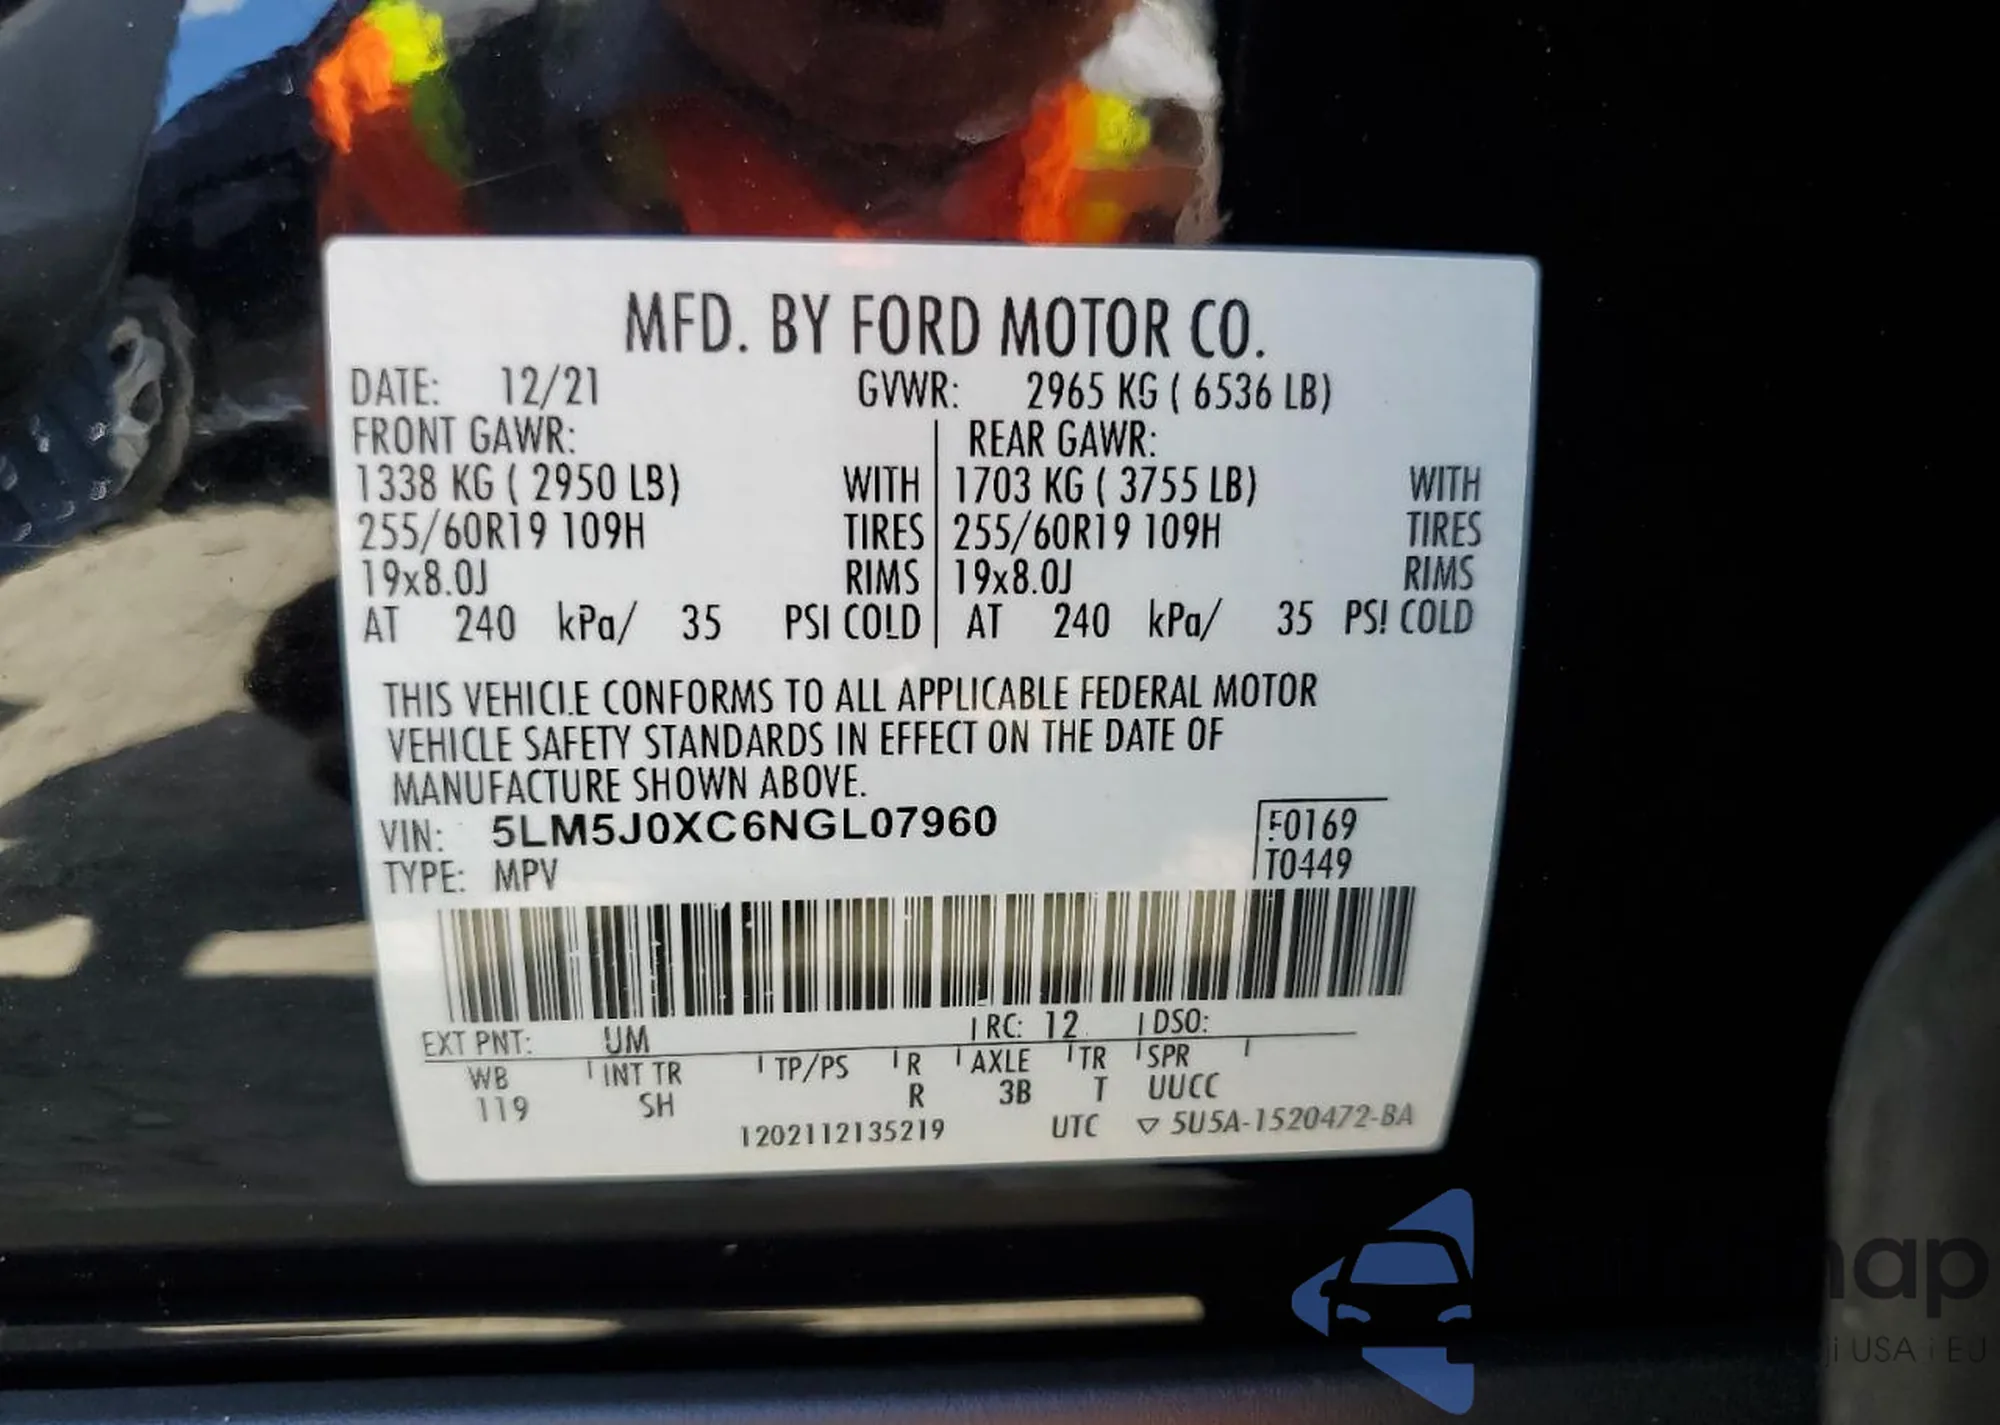 MFD. BY FORD MOTOR CO.
DATE: 12/21 GVWR: 2965 KG ( 6536 LB)
FRONT GAWR: REAR GAWR:
1338 KG ( 2950 LB) WITH 1703 KG ( 3755 LB) WITH
255/60R19 109H TIRES 255/60R19 109H TIRES
19x8.0J RIMS 19x8.0J RIMS
AT 240 kPa/ 35 PSI COLD AT 240 kPa/ 35 PSI COLD
THIS VEHICLE CONFORMS TO ALL APPLICABLE FEDERAL MOTOR
VEHICLE SAFETY STANDARDS IN EFFECT ON THE DATE OF
MANUFACTURE SHOWN ABOVE.
VIN: 5LM5J0XC6NGL07960 F0169
TYPE: MPV T0449
EXT PNT: UM RC: 12 DSO:
WB INT TR TP/PS R AXLE TR SPR
119 SH R 3B T UUCC
1202112135219 UTC ▽ 5U5A-1520472-BA
USA i EU